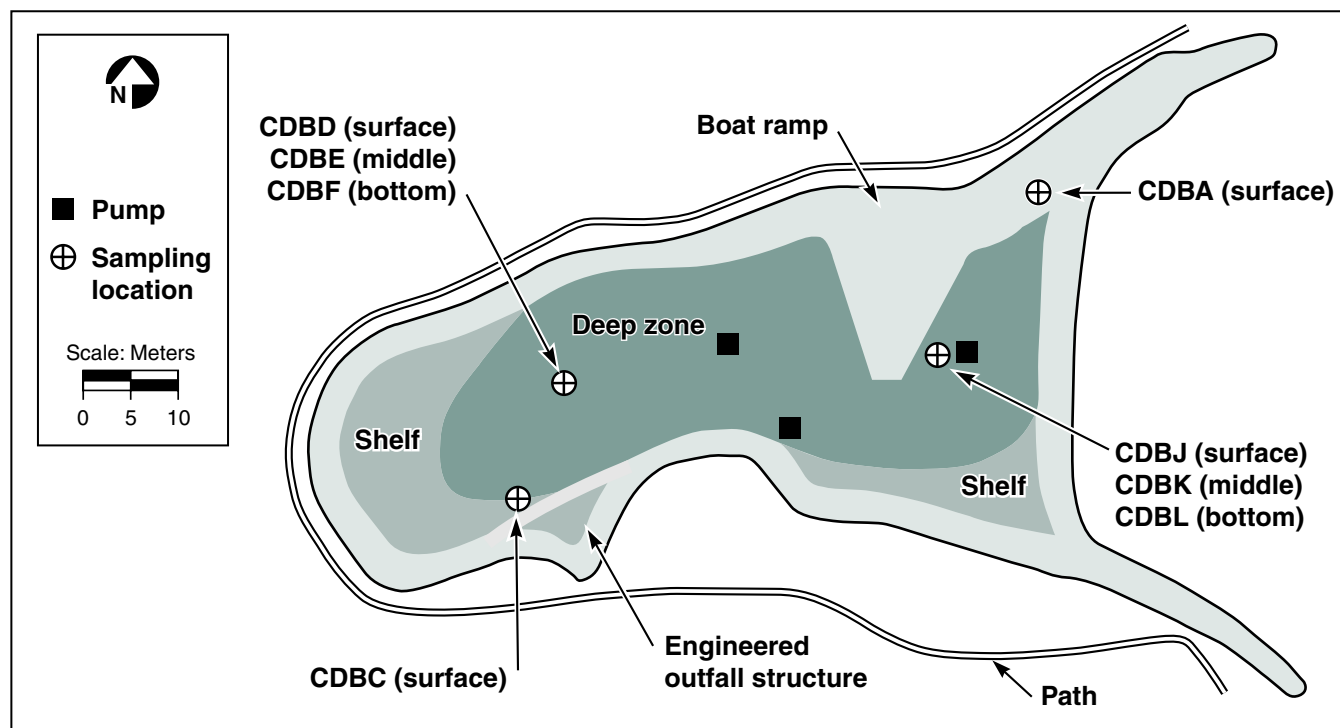 N
Pump
Sampling
location
Scale: Meters
0 5 10
CDBD (surface)
CDBE (middle)
CDBF (bottom)
Boat ramp
CDBA (surface)
Deep zone
Shelf
Shelf
CDBJ (surface)
CDBK (middle)
CDBL (bottom)
CDBC (surface)
Engineered
outfall structure
Path